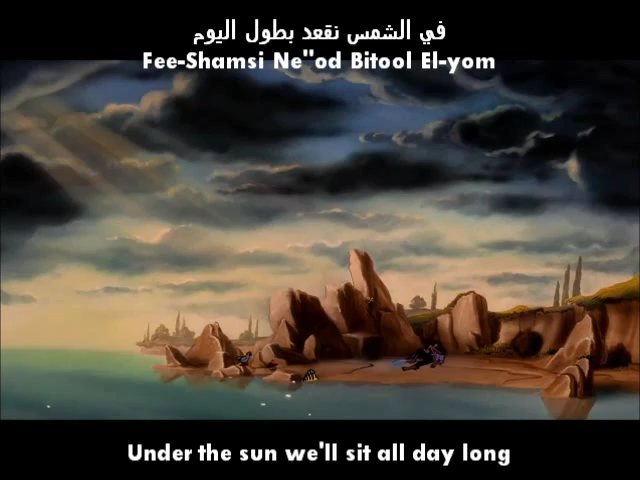 في الشمس نقعد بطول اليوم
Fee-Shamsi Ne"od Bitool El-yom
Under the sun we'll sit all day long